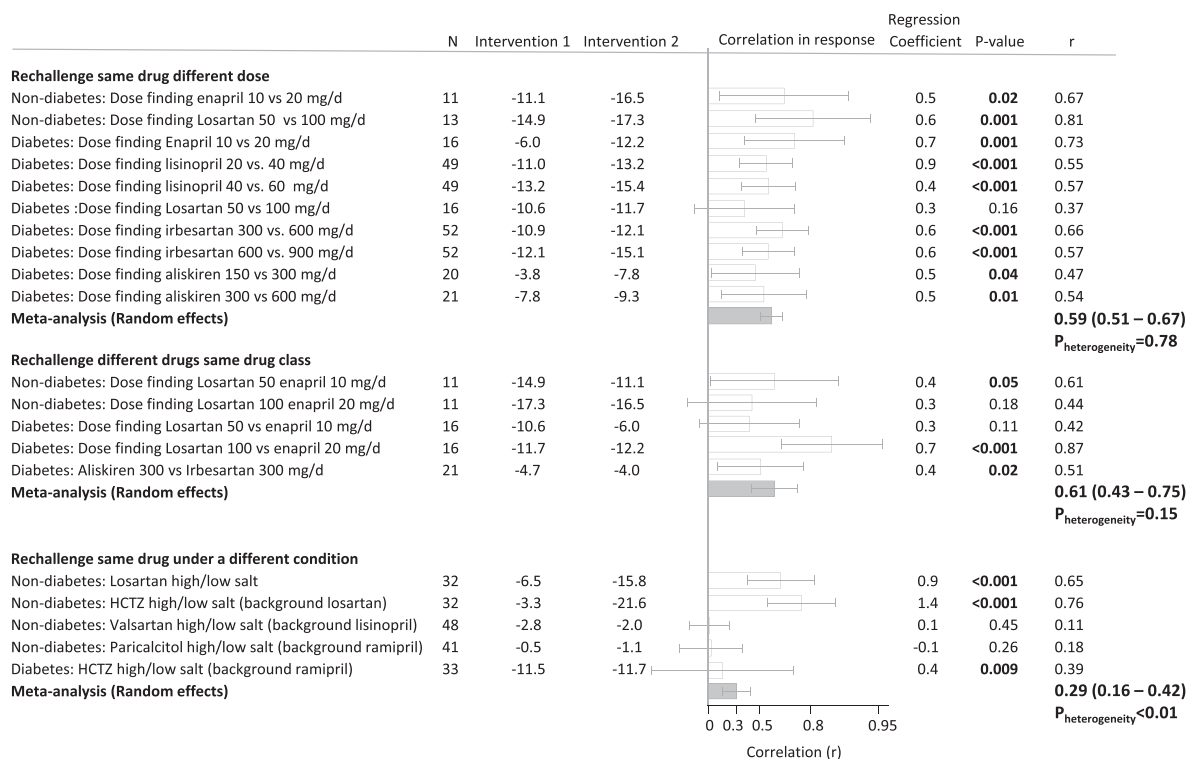 Regression
N Intervention 1 Intervention 2 Correlation in response Coefficient P-value r
Rechallenge same drug different dose
Non-diabetes: Dose finding enapril 10 vs 20 mg/d 11 -11.1 -16.5 0.5 0.02 0.67
Non-diabetes: Dose finding Losartan 50 vs 100 mg/d 13 -14.9 -17.3 0.6 0.001 0.81
Diabetes: Dose finding Enapril 10 vs 20 mg/d 16 -6.0 -12.2 0.7 0.001 0.73
Diabetes: Dose finding lisinopril 20 vs. 40 mg/d 49 -11.0 -13.2 0.9 <0.001 0.55
Diabetes: Dose finding lisinopril 40 vs. 60 mg/d 49 -13.2 -15.4 0.4 <0.001 0.57
Diabetes :Dose finding Losartan 50 vs 100 mg/d 16 -10.6 -11.7 0.3 0.16 0.37
Diabetes: Dose finding irbesartan 300 vs. 600 mg/d 52 -10.9 -12.1 0.6 <0.001 0.66
Diabetes: Dose finding irbesartan 600 vs. 900 mg/d 52 -12.1 -15.1 0.6 <0.001 0.57
Diabetes: Dose finding aliskiren 150 vs 300 mg/d 20 -3.8 -7.8 0.5 0.04 0.47
Diabetes: Dose finding aliskiren 300 vs 600 mg/d 21 -7.8 -9.3 0.5 0.01 0.54
Meta-analysis (Random effects) 0.59 (0.51 – 0.67)
Pheterogeneity=0.78
Rechallenge different drugs same drug class
Non-diabetes: Dose finding Losartan 50 enapril 10 mg/d 11 -14.9 -11.1 0.4 0.05 0.61
Non-diabetes: Dose finding Losartan 100 enapril 20 mg/d 11 -17.3 -16.5 0.3 0.18 0.44
Diabetes: Dose finding Losartan 50 vs enapril 10 mg/d 16 -10.6 -6.0 0.3 0.11 0.42
Diabetes: Dose finding Losartan 100 vs enapril 20 mg/d 16 -11.7 -12.2 0.7 <0.001 0.87
Diabetes: Aliskiren 300 vs Irbesartan 300 mg/d 21 -4.7 -4.0 0.4 0.02 0.51
Meta-analysis (Random effects) 0.61 (0.43 – 0.75)
Pheterogeneity=0.15
Rechallenge same drug under a different condition
Non-diabetes: Losartan high/low salt 32 -6.5 -15.8 0.9 <0.001 0.65
Non-diabetes: HCTZ high/low salt (background losartan) 32 -3.3 -21.6 1.4 <0.001 0.76
Non-diabetes: Valsartan high/low salt (background lisinopril) 48 -2.8 -2.0 0.1 0.45 0.11
Non-diabetes: Paricalcitol high/low salt (background ramipril) 41 -0.5 -1.1 -0.1 0.26 0.18
Diabetes: HCTZ high/low salt (background ramipril) 33 -11.5 -11.7 0.4 0.009 0.39
Meta-analysis (Random effects) 0.29 (0.16 – 0.42)
Pheterogeneity<0.01
0 0.3 0.5 0.8 0.95
Correlation (r)